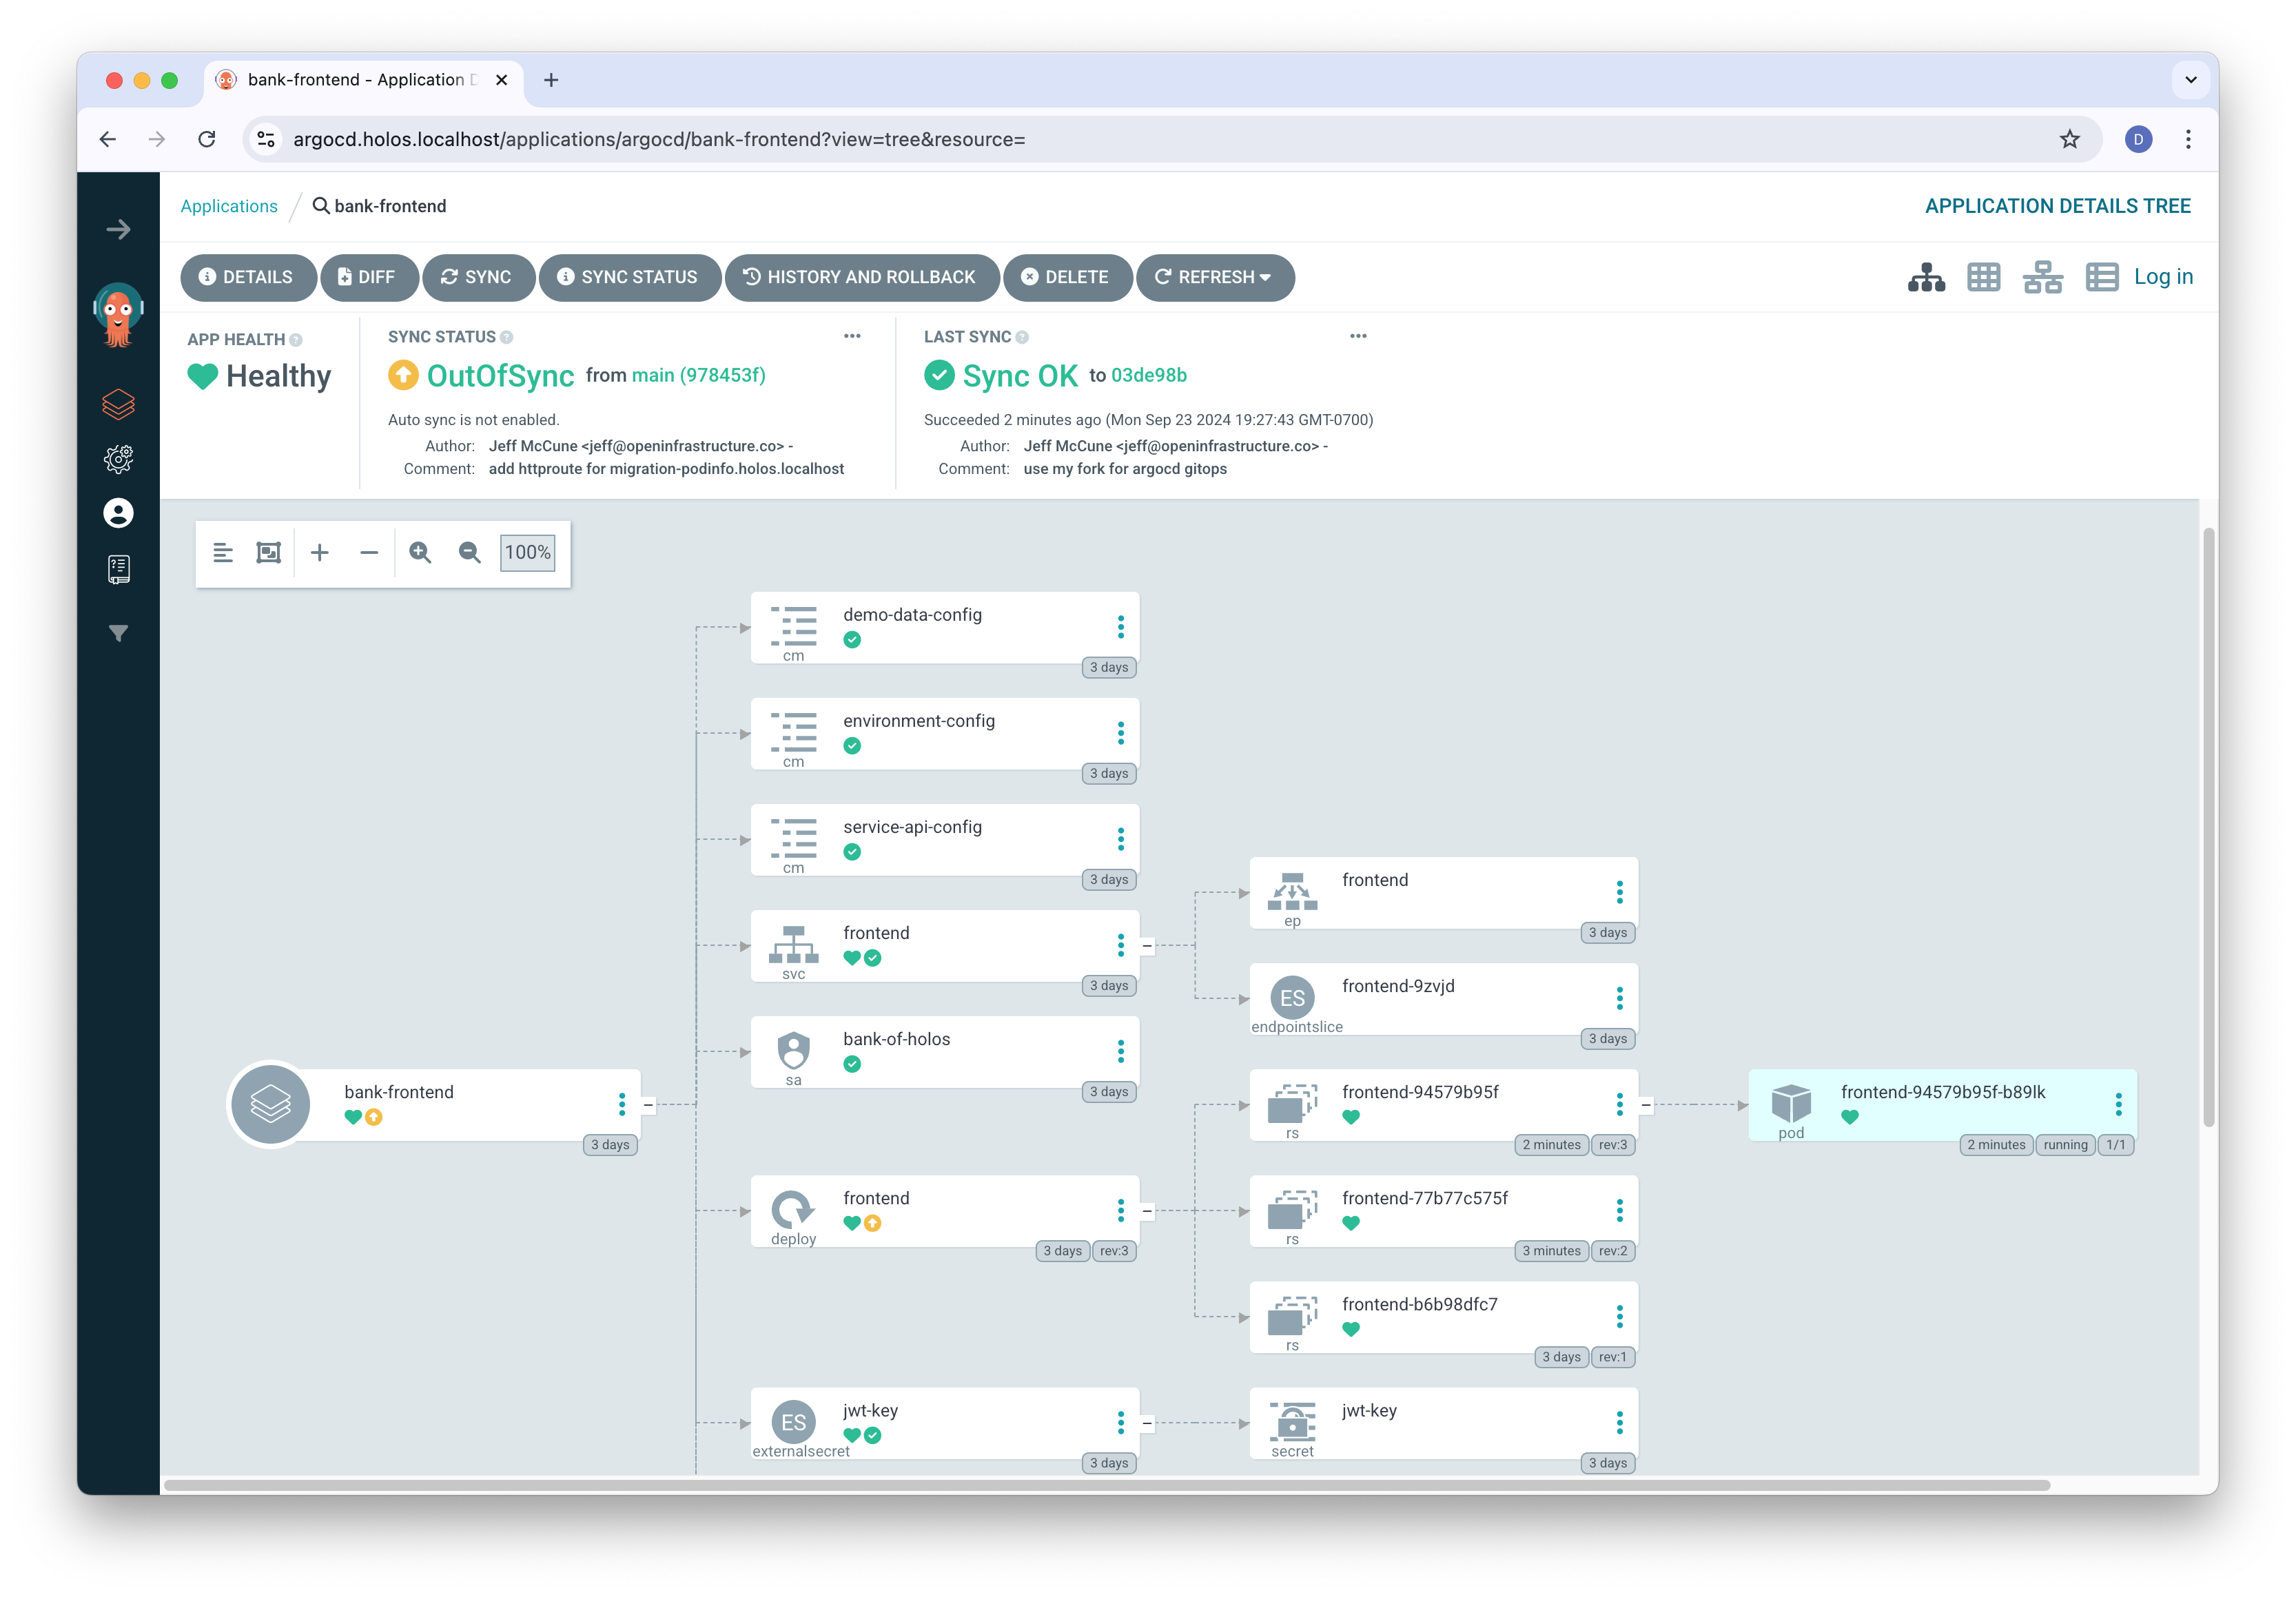 bank-frontend - Application D
argocd.holos.localhost/applications/argocd/bank-frontend?view=tree&resource=
D
Applications
bank-frontend
APPLICATION DETAILS TREE
DETAILS
DIFF
SYNC
SYNC STATUS
HISTORY AND ROLLBACK
DELETE
REFRESH
Log in
APP HEALTH
Healthy
SYNC STATUS
OutOfSync from main (978453f)
Auto sync is not enabled.
Author: Jeff McCune <jeff@openinfrastructure.co> -
Comment: add httproute for migration-podinfo.holos.localhost
LAST SYNC
Sync OK to 03de98b
Succeeded 2 minutes ago (Mon Sep 23 2024 19:27:43 GMT-0700)
Author: Jeff McCune <jeff@openinfrastructure.co> -
Comment: use my fork for argocd gitops
100%
bank-frontend
3 days
demo-data-config
cm
3 days
environment-config
cm
3 days
service-api-config
cm
3 days
frontend
svc
3 days
bank-of-holos
sa
3 days
frontend
deploy
3 days rev:3
ES
jwt-key
externalsecret
3 days
frontend
ep
3 days
ES
frontend-9zvjd
endpointslice
3 days
frontend-94579b95f
rs
2 minutes rev:3
frontend-77b77c575f
rs
3 minutes rev:2
frontend-b6b98dfc7
rs
3 days rev:1
jwt-key
secret
3 days
frontend-94579b95f-b89lk
pod
2 minutes running 1/1